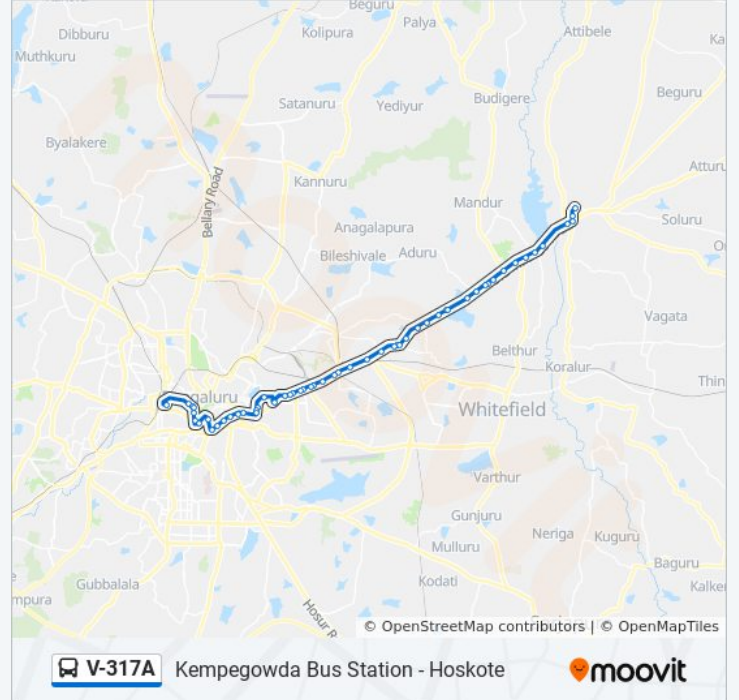 Beguru
Dibburu
Kolipura
Palya
Attibele
Ka
Muthkuru
Satanuru
Yediyur
Budigere
Beguru
Byalakere
Atturu
Kannuru
Bellary Road
Mandur
Soluru
Anagalapura
Bileshivale
Aduru
Vagata
Belthur
Koralur
Thin
galuru
Whitefield
Varthur
Gunjuru
Neriga
Kuguru
Mulluru
Baguru
Kodati
Kalke
Gubbalala
mpura
Hosur R
© OpenStreetMap contributors | © OpenMapTiles
V-317A Kempegowda Bus Station - Hoskote
moovit